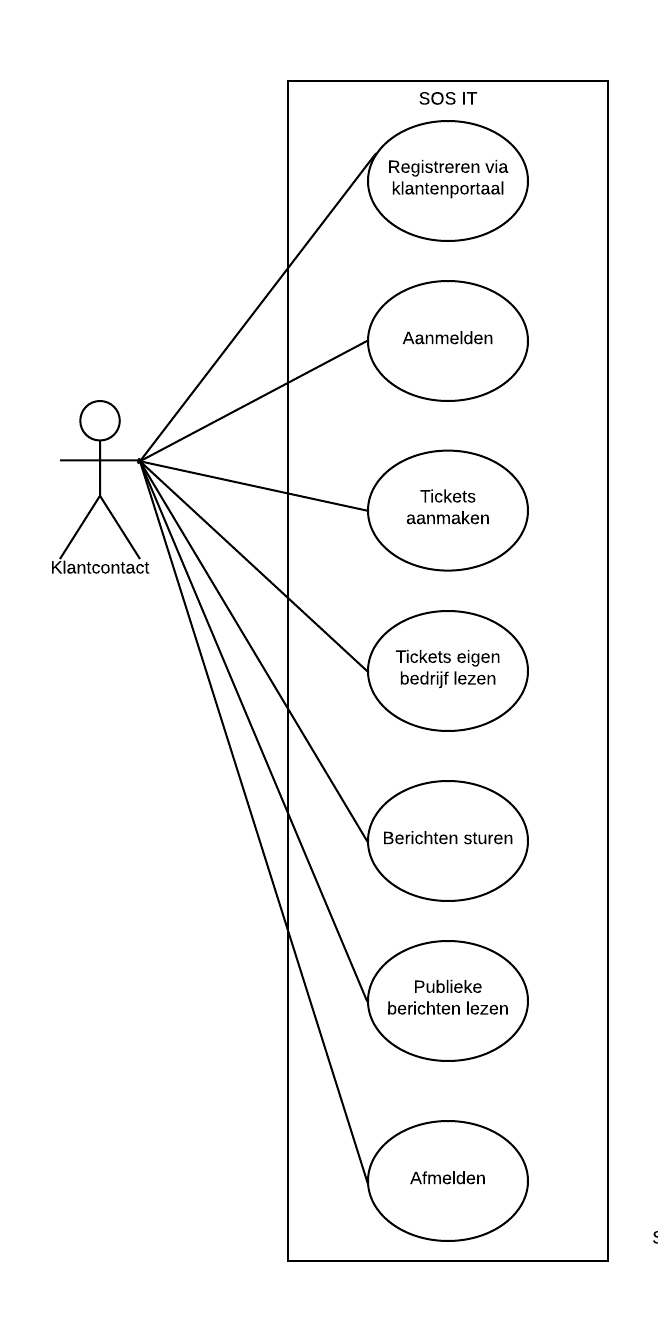 SOS IT
Registreren via
klantenportaal
Aanmelden
Tickets
aanmaken
Klantcontact
Tickets eigen
bedrijf lezen
Berichten sturen
Publieke
berichten lezen
Afmelden